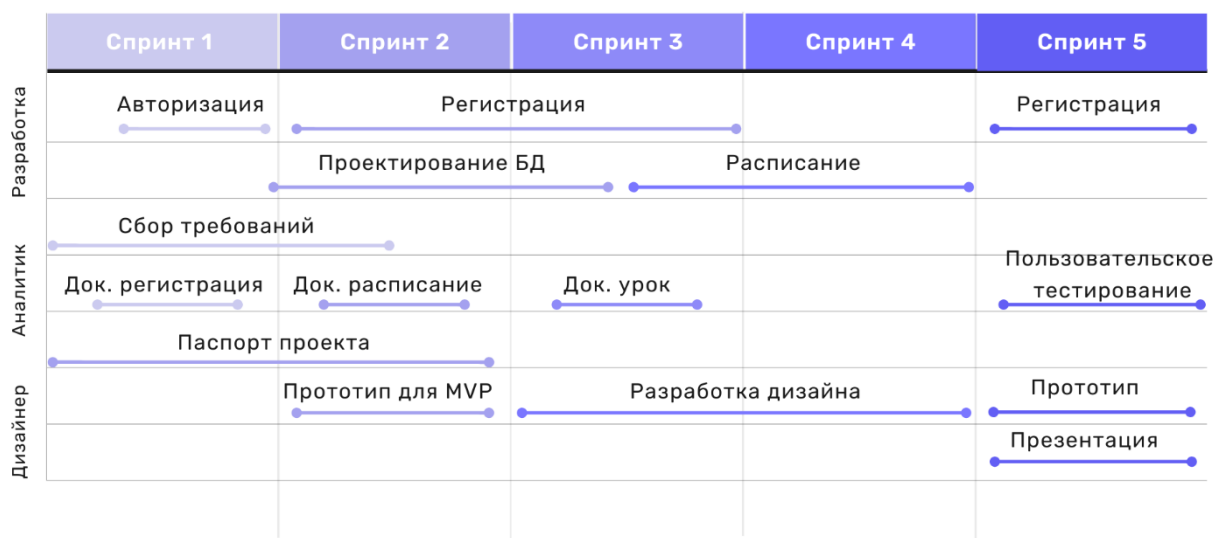 Спринт 1 Спринт 2 Спринт 3 Спринт 4 Спринт 5
Разработка
Авторизация Регистрация Регистрация
Проектирование БД Расписание
Аналитик
Сбор требований
Док. регистрация Док. расписание Док. урок Пользовательское
тестирование
Паспорт проекта
Дизайнер
Прототип для MVP Разработка дизайна Прототип
Презентация